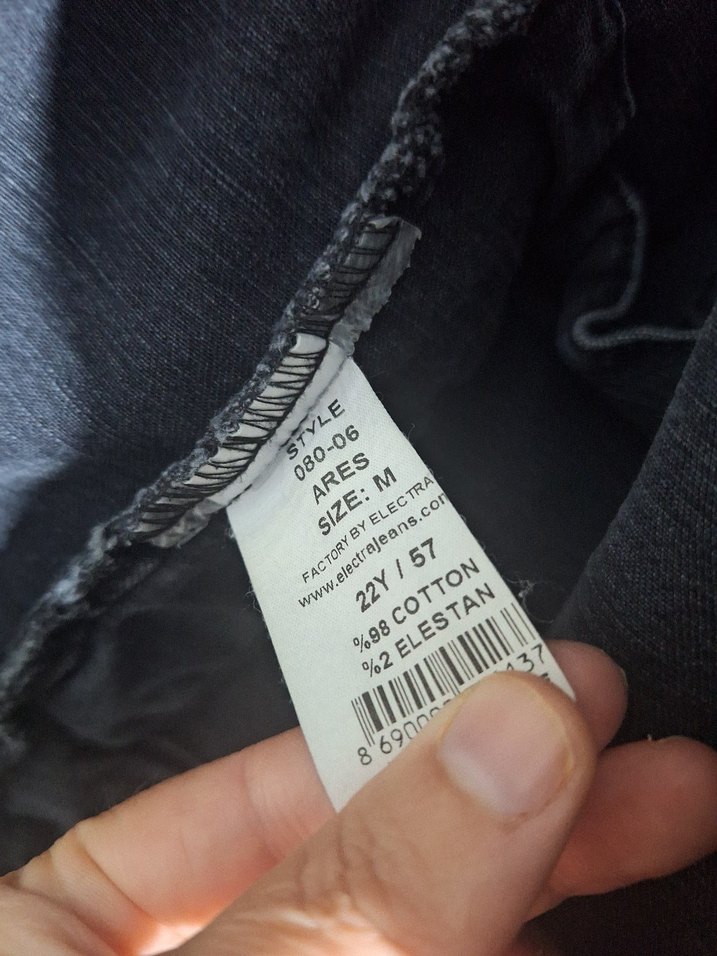 STYLE
080-06
ARES
SIZE: M
FACTORY BY ELECTRA
www.electrajeans.com
22Y / 57
%98 COTTON
%2 ELESTAN